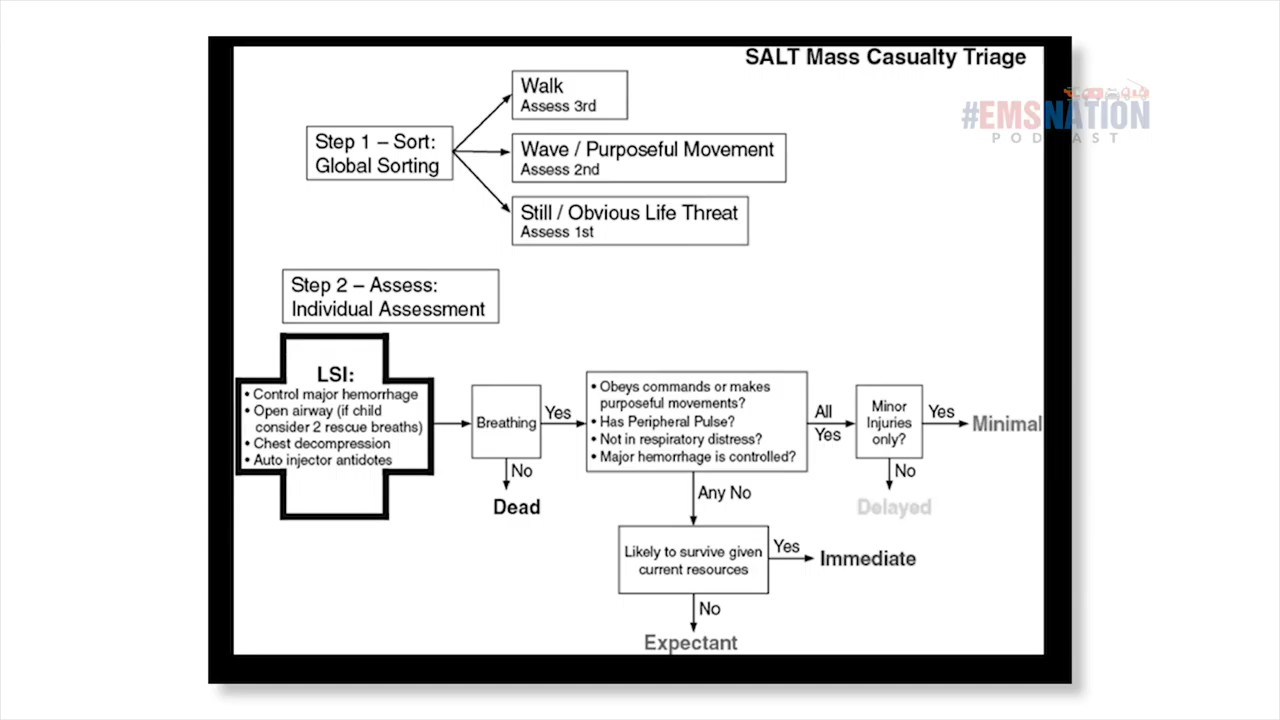 SALT Mass Casualty Triage
#EMSNATION
PODCAST
Step 1 – Sort:
Global Sorting
Walk
Assess 3rd
Wave / Purposeful Movement
Assess 2nd
Still / Obvious Life Threat
Assess 1st
Step 2 – Assess:
Individual Assessment
LSI:
• Control major hemorrhage
• Open airway (if child
consider 2 rescue breaths)
• Chest decompression
• Auto injector antidotes
Breathing
Yes
No
Dead
• Obeys commands or makes
purposeful movements?
• Has Peripheral Pulse?
• Not in respiratory distress?
• Major hemorrhage is controlled?
All
Yes
Minor
Injuries
only?
Yes
Minimal
No
Delayed
Any No
Likely to survive given
current resources
Yes
Immediate
No
Expectant